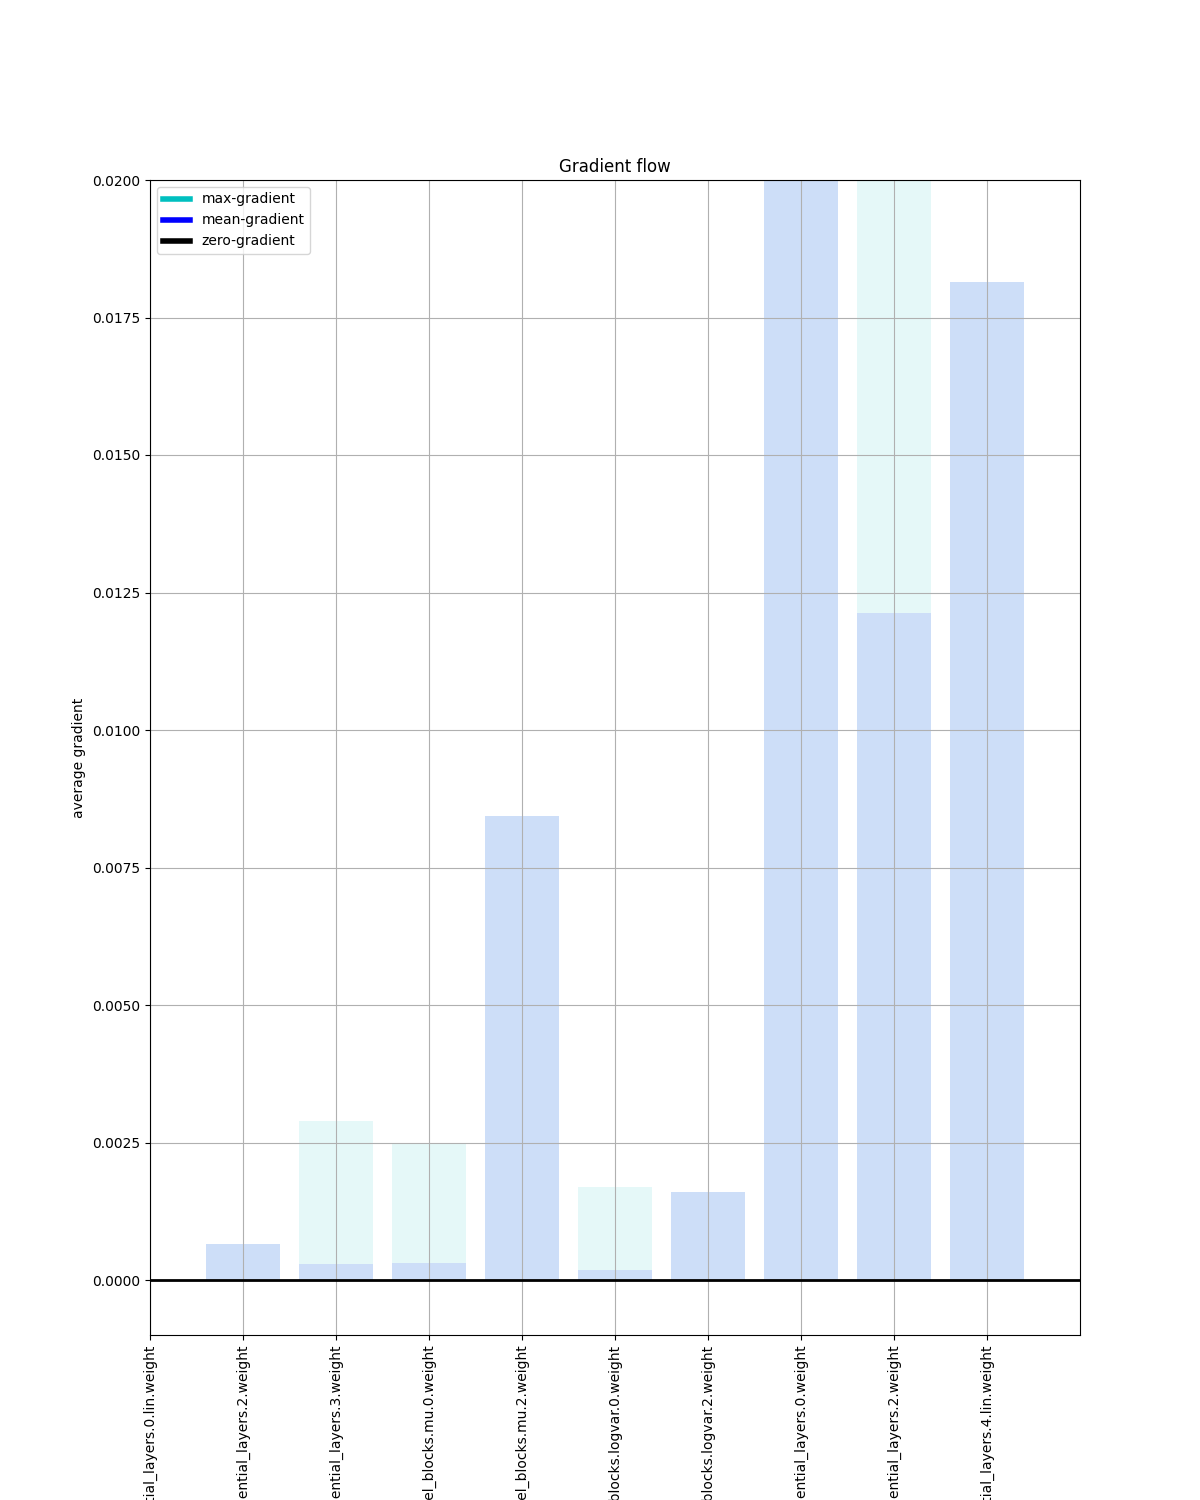 Gradient flow
max-gradient
mean-gradient
zero-gradient
0.0200
0.0175
0.0150
0.0125
0.0100
0.0075
0.0050
0.0025
0.0000
average gradient
tial_layers.0.lin.weight
ential_layers.2.weight
ential_layers.3.weight
el_blocks.mu.0.weight
el_blocks.mu.2.weight
blocks.logvar.0.weight
blocks.logvar.2.weight
ential_layers.0.weight
ential_layers.2.weight
tial_layers.4.lin.weight